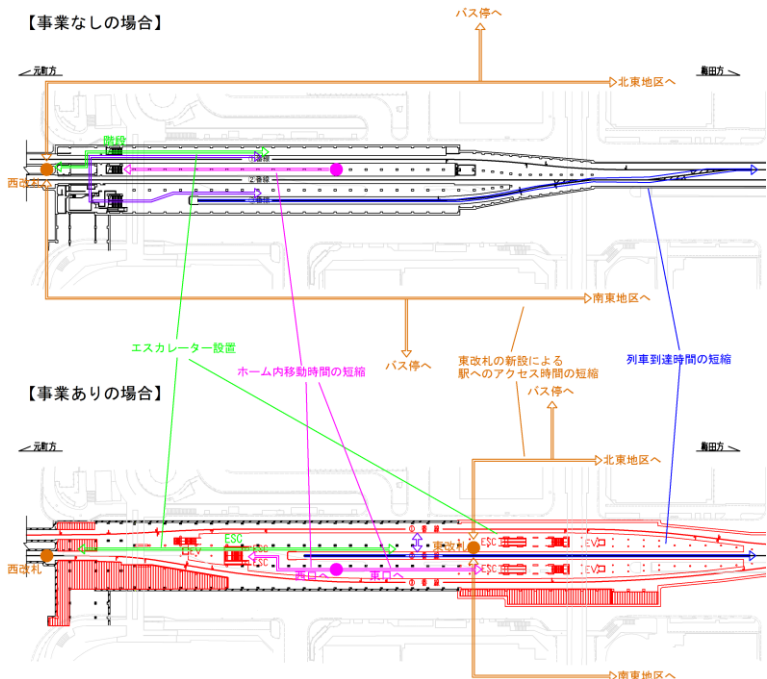 【事業なしの場合】
バス停へ
元町方
北東地区へ
亀田方
階段
1番線
西改札
2番線
3番線
南東地区へ
エスカレーター設置
ホーム内移動時間の短縮
バス停へ
東改札の新設による
駅へのアクセス時間の短縮
列車到達時間の短縮
【事業ありの場合】
バス停へ
元町方
北東地区へ
亀田方
ESC
EV
ESC
ESC
東改札
ESC
EV
西改札
西口へ
東口へ
ESC
EV
南東地区へ